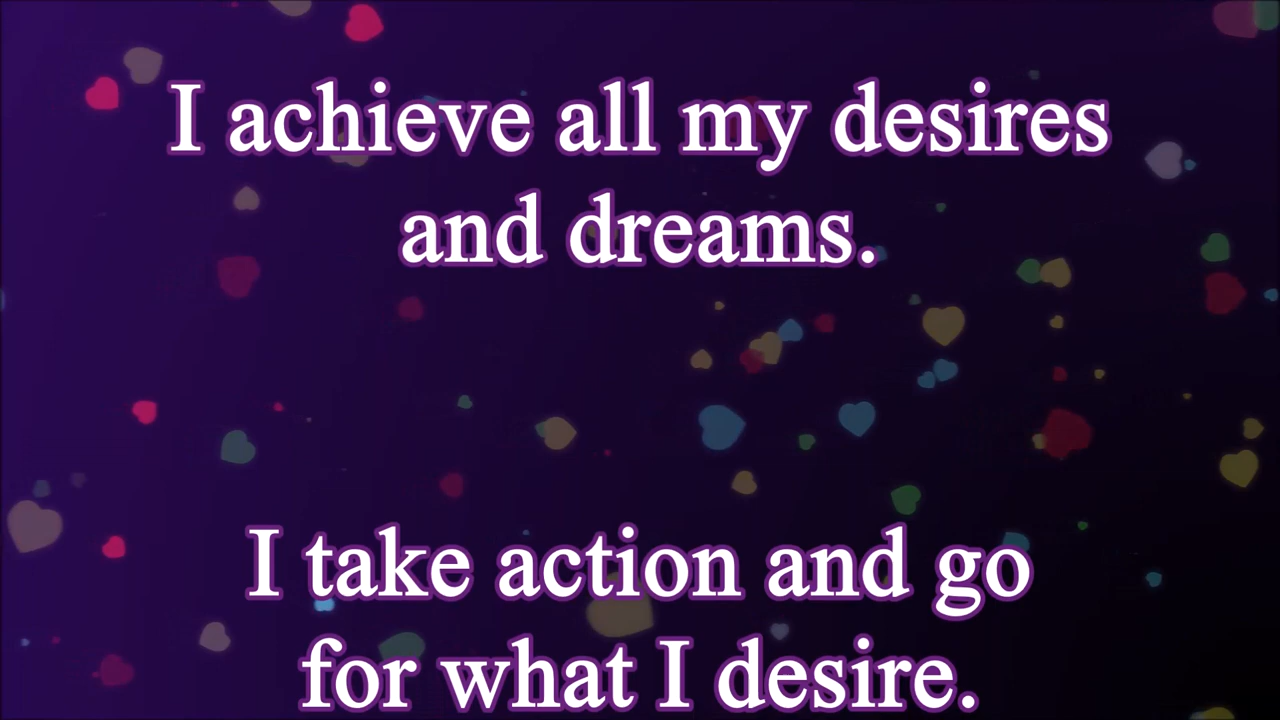 I achieve all my desires
and dreams.
I take action and go
for what I desire.